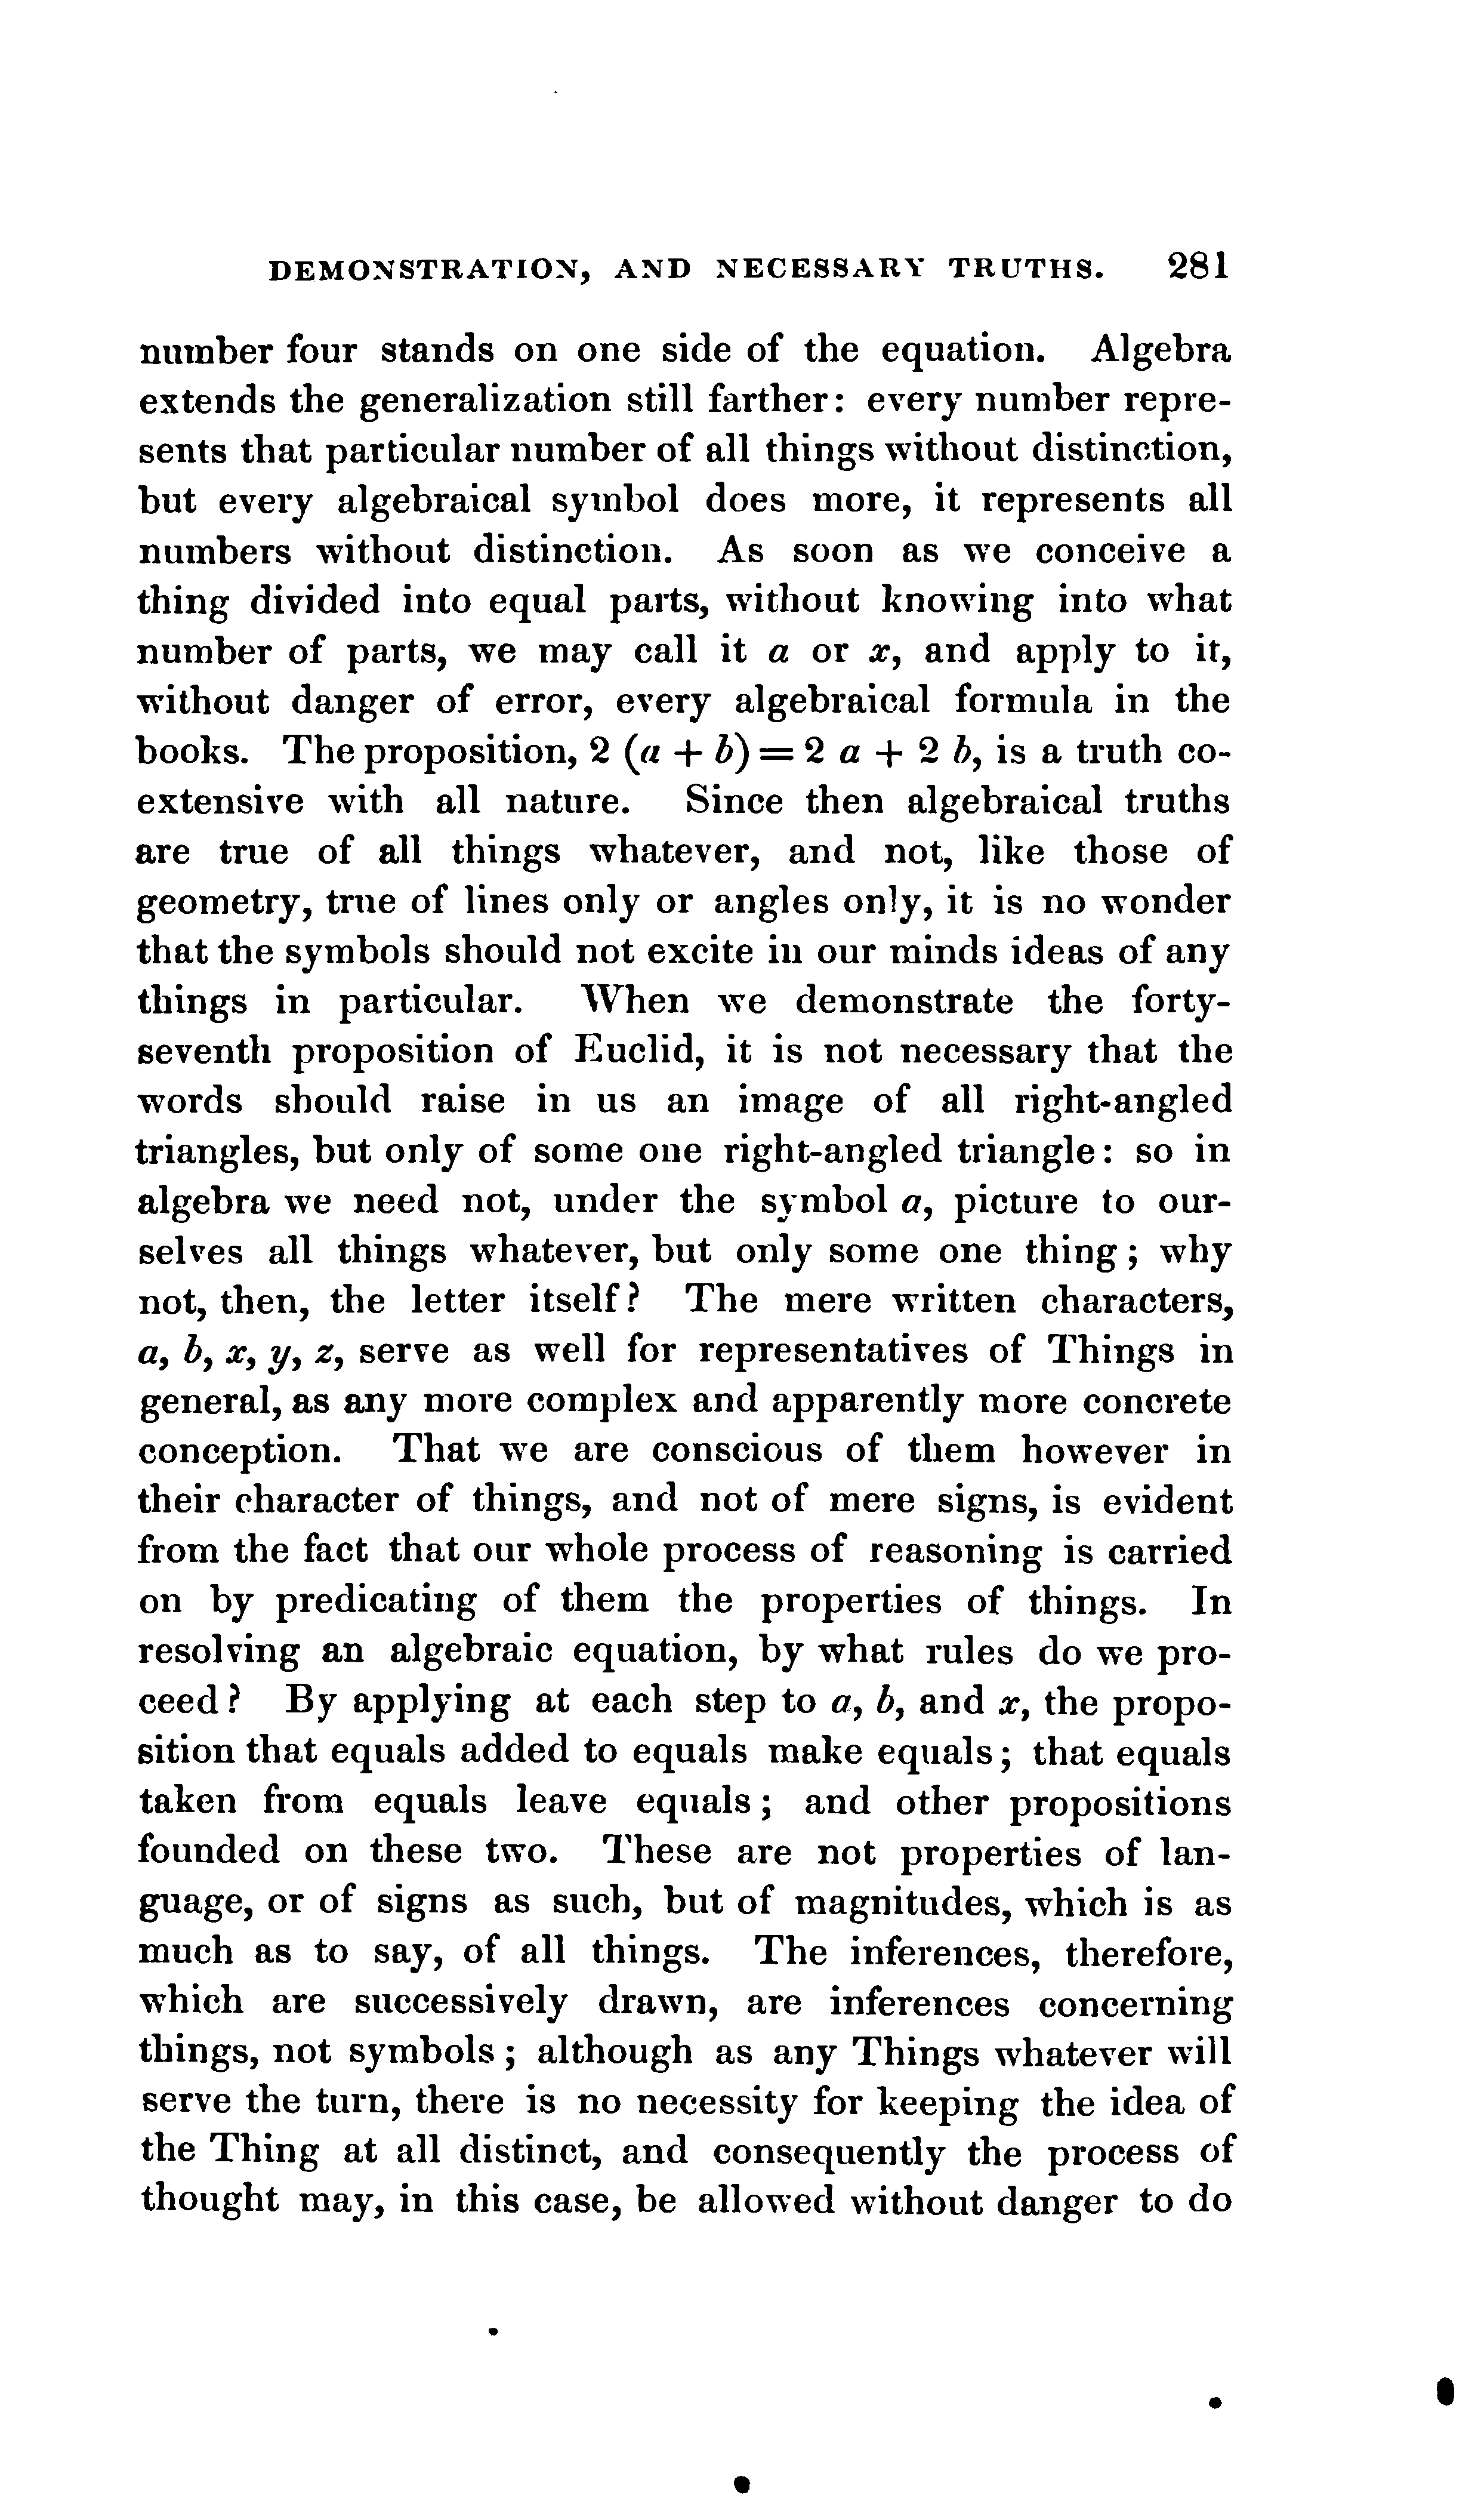 DEMONSTRATION, AND NECESSARY TRUTHS. 281
number four stands on one side of the equation. Algebra
extends the generalization still farther: every number repre-
sents that particular number of all things without distinction,
but every algebraical symbol does more, it represents all
numbers without distinction. As soon as we conceive a
thing divided into equal parts, without knowing into what
number of parts, we may call it a or x, and apply to it,
without danger of error, every algebraical formula in the
books. The proposition, 2 (a + b) = 2 a + 2 b, is a truth co-
extensive with all nature. Since then algebraical truths
are true of all things whatever, and not, like those of
geometry, true of lines only or angles only, it is no wonder
that the symbols should not excite in our minds ideas of any
things in particular. When we demonstrate the forty-
seventh proposition of Euclid, it is not necessary that the
words should raise in us an image of all right-angled
triangles, but only of some one right-angled triangle: so in
algebra we need not, under the symbol a, picture to our-
selves all things whatever, but only some one thing; why
not, then, the letter itself? The mere written characters,
a, b, x, y, z, serve as well for representatives of Things in
general, as any more complex and apparently more concrete
conception. That we are conscious of them however in
their character of things, and not of mere signs, is evident
from the fact that our whole process of reasoning is carried
on by predicating of them the properties of things. In
resolving an algebraic equation, by what rules do we pro-
ceed? By applying at each step to a, b, and x, the propo-
sition that equals added to equals make equals; that equals
taken from equals leave equals; and other propositions
founded on these two. These are not properties of lan-
guage, or of signs as such, but of magnitudes, which is as
much as to say, of all things. The inferences, therefore,
which are successively drawn, are inferences concerning
things, not symbols; although as any Things whatever will
serve the turn, there is no necessity for keeping the idea of
the Thing at all distinct, and consequently the process of
thought may, in this case, be allowed without danger to do